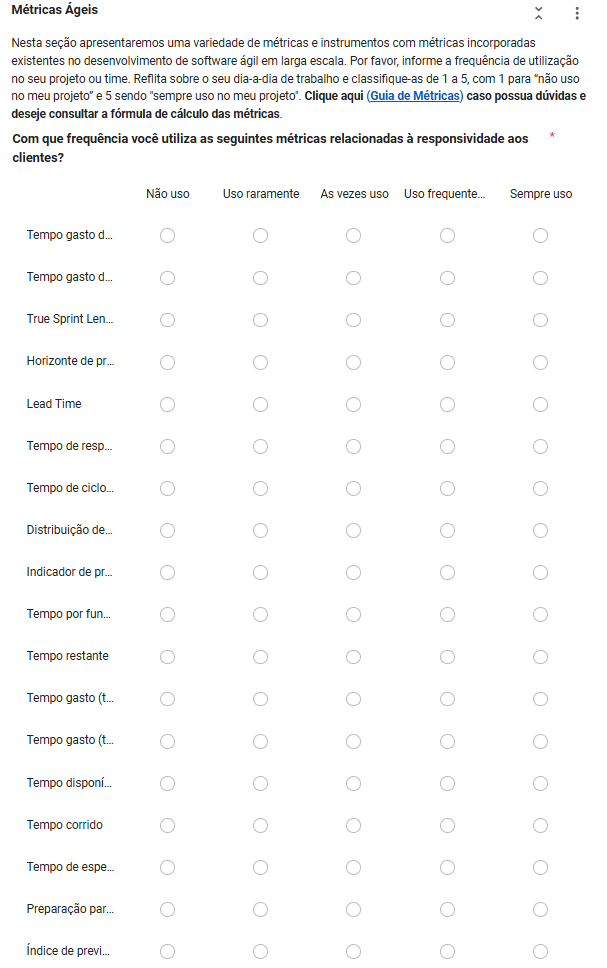 Métricas Ágeis
Nesta seção apresentaremos uma variedade de métricas e instrumentos com métricas incorporadas
existentes no desenvolvimento de software ágil em larga escala. Por favor, informe a frequência de utilização
no seu projeto ou time. Reflita sobre o seu dia-a-dia de trabalho e classifique-as de 1 a 5, com 1 para “não uso
no meu projeto” e 5 sendo "sempre uso no meu projeto". Clique aqui (Guia de Métricas) caso possua dúvidas e
deseje consultar a fórmula de cálculo das métricas.
Com que frequência você utiliza as seguintes métricas relacionadas à responsividade aos *
clientes?
Não uso Uso raramente As vezes uso Uso frequente... Sempre uso
Tempo gasto d...
Tempo gasto d...
True Sprint Len...
Horizonte de pr...
Lead Time
Tempo de resp...
Tempo de ciclo...
Distribuição de...
Indicador de pr...
Tempo por fun...
Tempo restante
Tempo gasto (t...
Tempo gasto (t...
Tempo disponí...
Tempo corrido
Tempo de espe...
Preparação par...
Índice de previ...